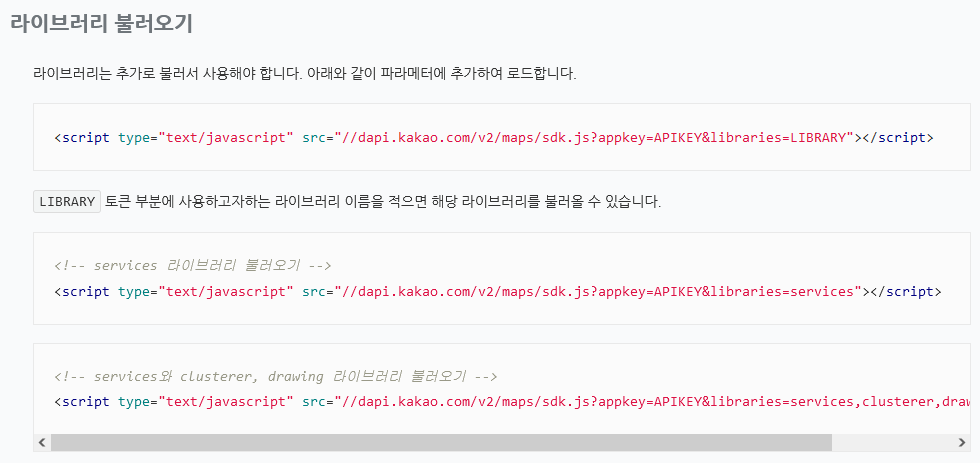 라이브러리 불러오기
라이브러리는 추가로 불러서 사용해야 합니다. 아래와 같이 파라메터에 추가하여 로드합니다.
<script type="text/javascript" src="//dapi.kakao.com/v2/maps/sdk.js?appkey=APIKEY&libraries=LIBRARY"></script>
LIBRARY 토큰 부분에 사용하고자하는 라이브러리 이름을 적으면 해당 라이브러리를 불러올 수 있습니다.
<!-- services 라이브러리 불러오기 -->
<script type="text/javascript" src="//dapi.kakao.com/v2/maps/sdk.js?appkey=APIKEY&libraries=services"></script>
<!-- services와 clusterer, drawing 라이브러리 불러오기 -->
<script type="text/javascript" src="//dapi.kakao.com/v2/maps/sdk.js?appkey=APIKEY&libraries=services,clusterer,draw